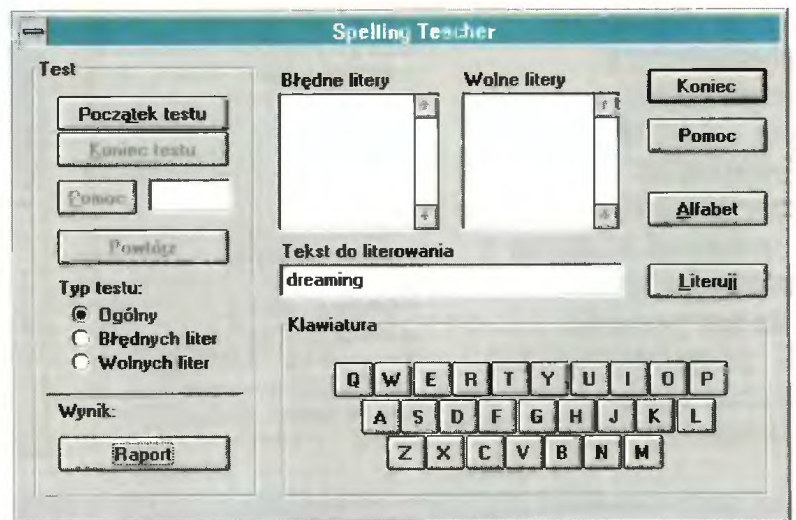 Spelling Teacher
Test
Początek testu
Koniec testu
Pomoc
Powtórz
Typ testu:
Ogólny
Błędnych liter
Wolnych liter
Wynik:
Raport
Błędne litery
Wolne litery
Tekst do literowania
dreaming
Koniec
Pomoc
Alfabet
Literuj
Klawiatura
Q W E R T Y U I O P
A S D F G H J K L
Z X C V B N M